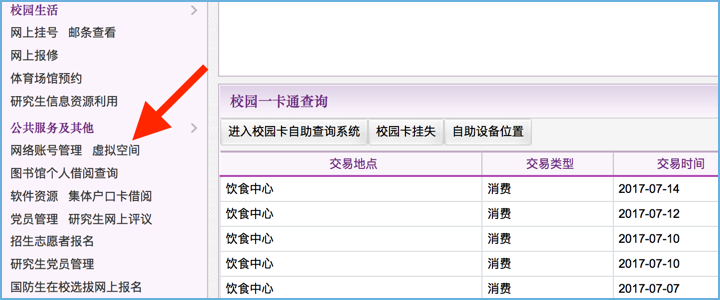 校园生活
网上挂号 邮条查看
网上报修
体育场馆预约
研究生信息资源利用
公共服务及其他
网络账号管理 虚拟空间
图书馆个人借阅查询
软件资源 集体户口卡借阅
党员管理 研究生网上评议
招生志愿者报名
研究生党员管理
国防生在校选拔网上报名
校园一卡通查询
进入校园卡自助查询系统 校园卡挂失 自助设备位置
交易地点 交易类型 交易时间
饮食中心 消费 2017-07-14
饮食中心 消费 2017-07-12
饮食中心 消费 2017-07-10
饮食中心 消费 2017-07-10
饮食中心 消费 2017-07-07